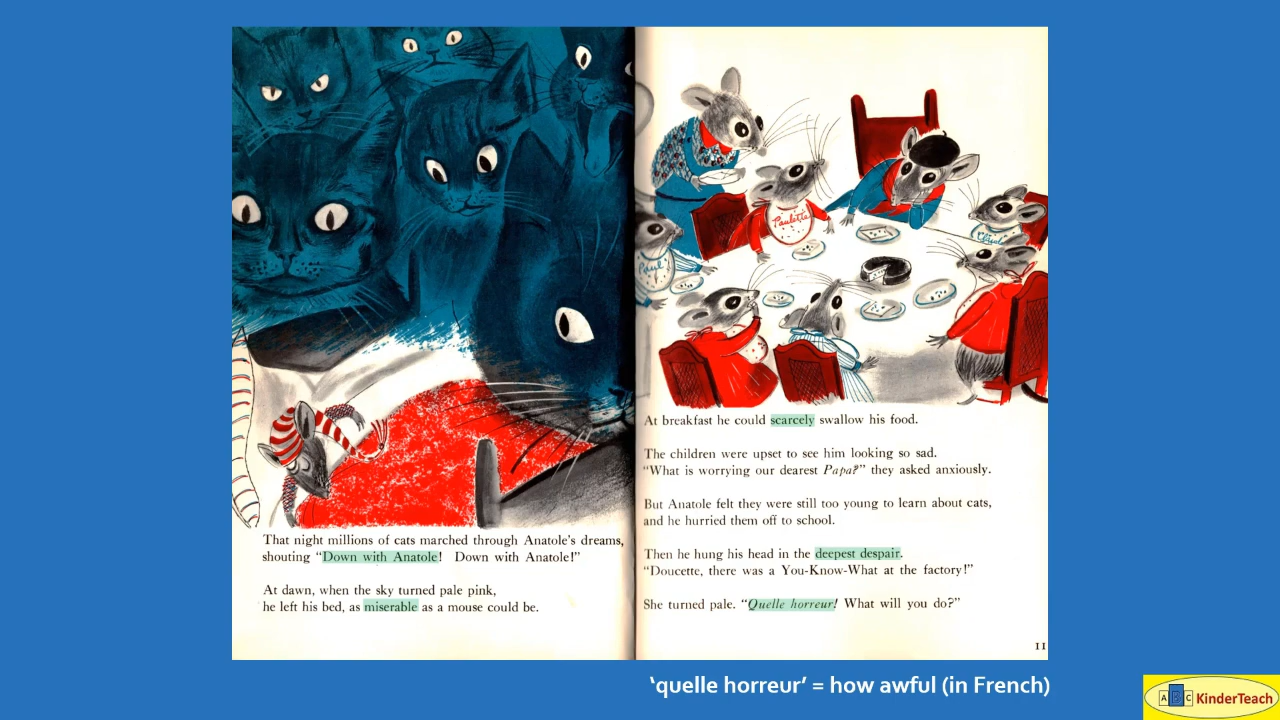 Paulette
Paul
That night millions of cats marched through Anatole's dreams,
shouting "Down with Anatole! Down with Anatole!"
At dawn, when the sky turned pale pink,
he left his bed, as miserable as a mouse could be.
At breakfast he could scarcely swallow his food.
The children were upset to see him looking so sad.
"What is worrying our dearest Papa?" they asked anxiously.
But Anatole felt they were still too young to learn about cats,
and he hurried them off to school.
Then he hung his head in the deepest despair.
"Doucette, there was a You-Know-What at the factory!"
She turned pale. "Quelle horreur! What will you do?"
11
'quelle horreur' = how awful (in French)
ABC KinderTeach